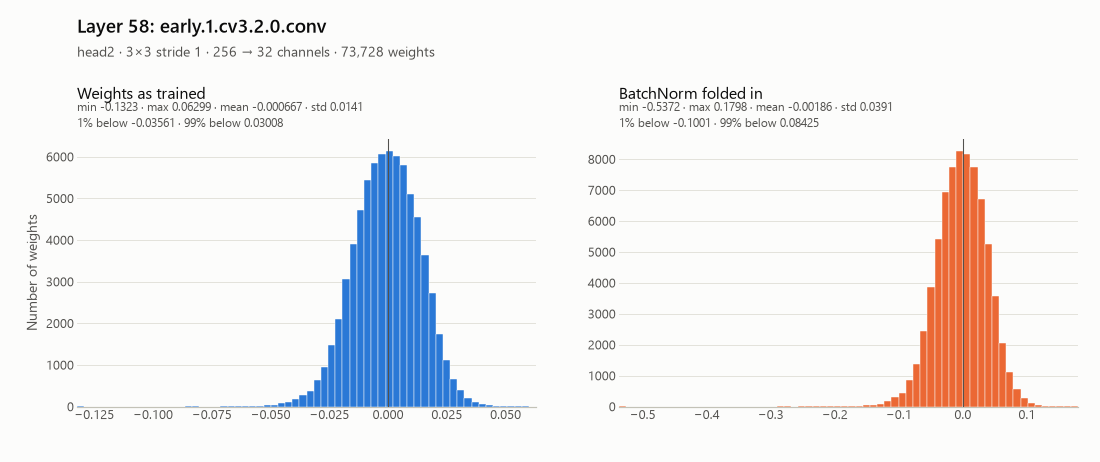 Layer 58: early.1.cv3.2.0.conv
head2 · 3×3 stride 1 · 256 → 32 channels · 73,728 weights
Weights as trained
min -0.1323 · max 0.06299 · mean -0.000667 · std 0.0141
1% below -0.03561 · 99% below 0.03008
Number of weights
6000
5000
4000
3000
2000
1000
0
−0.125 −0.100 −0.075 −0.050 −0.025 0.000 0.025 0.050
BatchNorm folded in
min -0.5372 · max 0.1798 · mean -0.00186 · std 0.0391
1% below -0.1001 · 99% below 0.08425
8000
7000
6000
5000
4000
3000
2000
1000
0
−0.5 −0.4 −0.3 −0.2 −0.1 0.0 0.1